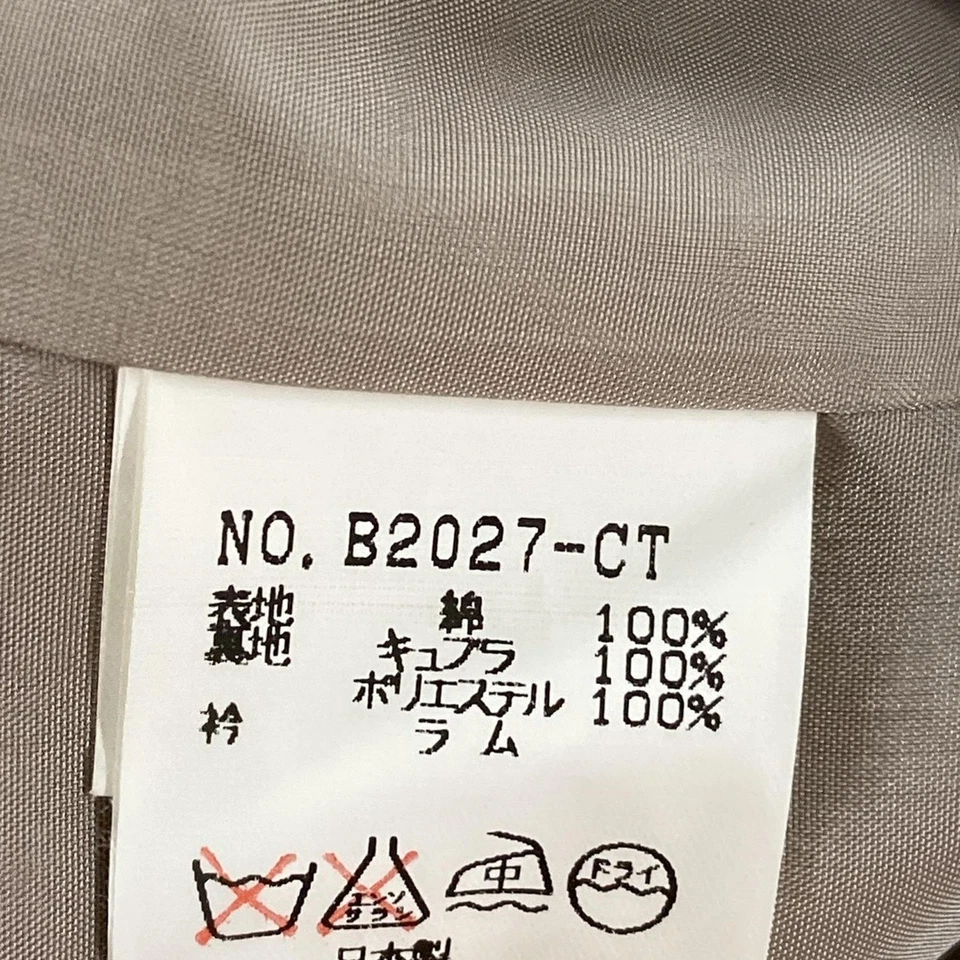 NO. B2027-CT
表地 綿 100%
裏地 キュプラ 100%
ポリエステル 100%
衿 ラム
エンソ
サラシ
中
ドライ
日本製